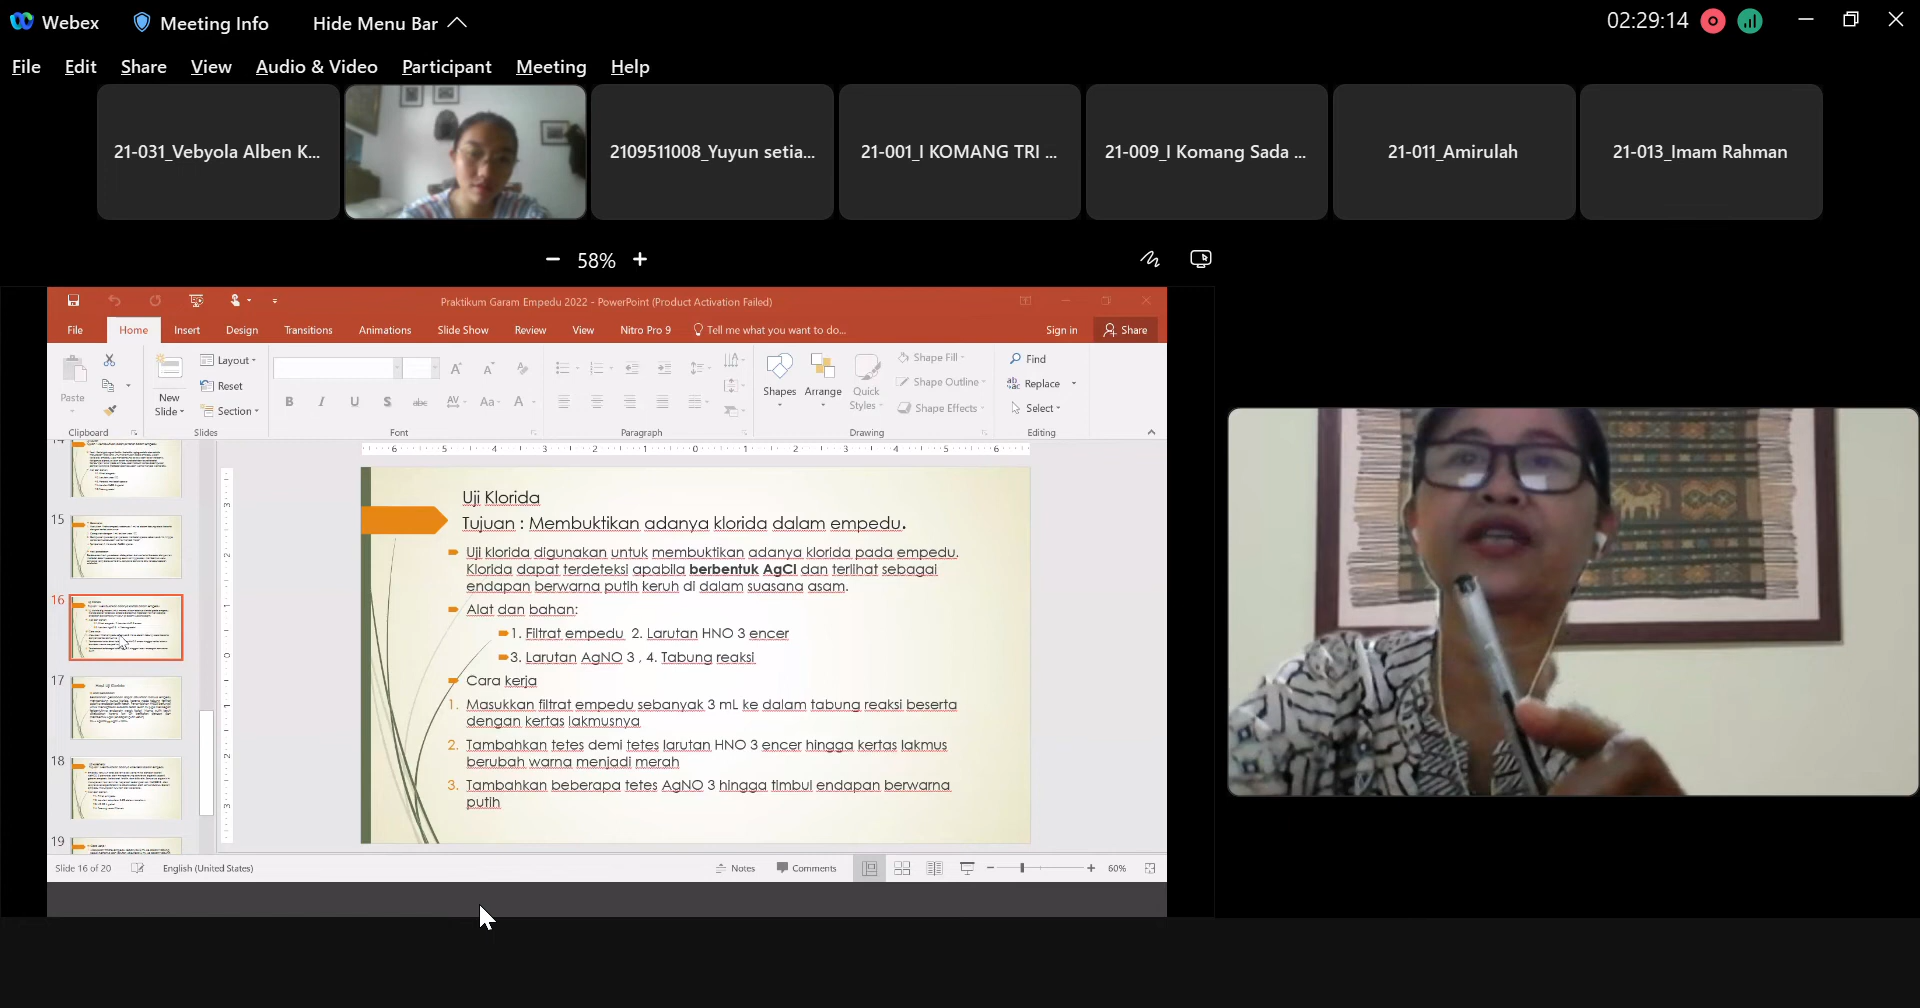 Webex
Meeting Info
Hide Menu Bar
02:29:14
File Edit Share View Audio & Video Participant Meeting Help
21-031_Vebyola Alben K...
2109511008_Yuyun setia...
21-001_I KOMANG TRI ...
21-009_I Komang Sada ...
21-011_Amirulah
21-013_Imam Rahman
58%
Praktikum Garam Empedu 2022 - PowerPoint (Product Activation Failed)
File Home Insert Design Transitions Animations Slide Show Review View Nitro Pro 9 Tell me what you want to do... Sign in Share
Paste
Clipboard
New
Slide
Layout
Reset
Section
Slides
Font
Paragraph
Shapes
Arrange
Quick
Styles
Shape Fill
Shape Outline
Shape Effects
Drawing
Find
Replace
Select
Editing
15
16
17
18
19
Uji Klorida
Tujuan : Membuktikan adanya klorida dalam empedu.
Uji klorida digunakan untuk membuktikan adanya klorida pada empedu.
Klorida dapat terdeteksi apabila berbentuk AgCl dan terlihat sebagai
endapan berwarna putih keruh di dalam suasana asam.
Alat dan bahan:
1. Filtrat empedu 2. Larutan HNO 3 encer
3. Larutan AgNO 3 , 4. Tabung reaksi
Cara kerja
1. Masukkan filtrat empedu sebanyak 3 mL ke dalam tabung reaksi beserta
dengan kertas lakmusnya
2. Tambahkan tetes demi tetes larutan HNO 3 encer hingga kertas lakmus
berubah warna menjadi merah
3. Tambahkan beberapa tetes AgNO 3 hingga timbul endapan berwarna
putih
Slide 16 of 20
English (United States)
Notes
Comments
60%